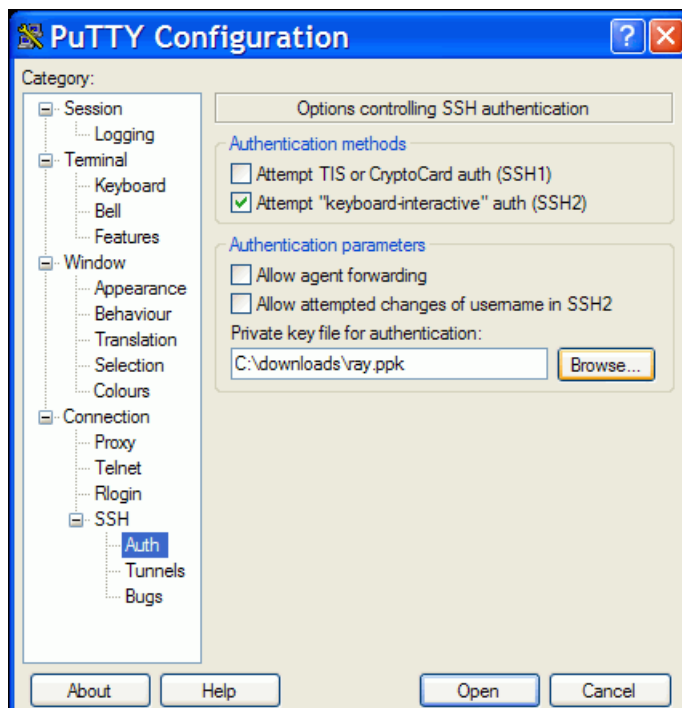 PuTTY Configuration
?
Category:
Session
Logging
Terminal
Keyboard
Bell
Features
Window
Appearance
Behaviour
Translation
Selection
Colours
Connection
Proxy
Telnet
Rlogin
SSH
Auth
Tunnels
Bugs
Options controlling SSH authentication
Authentication methods
Attempt TIS or CryptoCard auth (SSH1)
Attempt "keyboard-interactive" auth (SSH2)
Authentication parameters
Allow agent forwarding
Allow attempted changes of username in SSH2
Private key file for authentication:
C:\downloads\ray.ppk
Browse...
About
Help
Open
Cancel